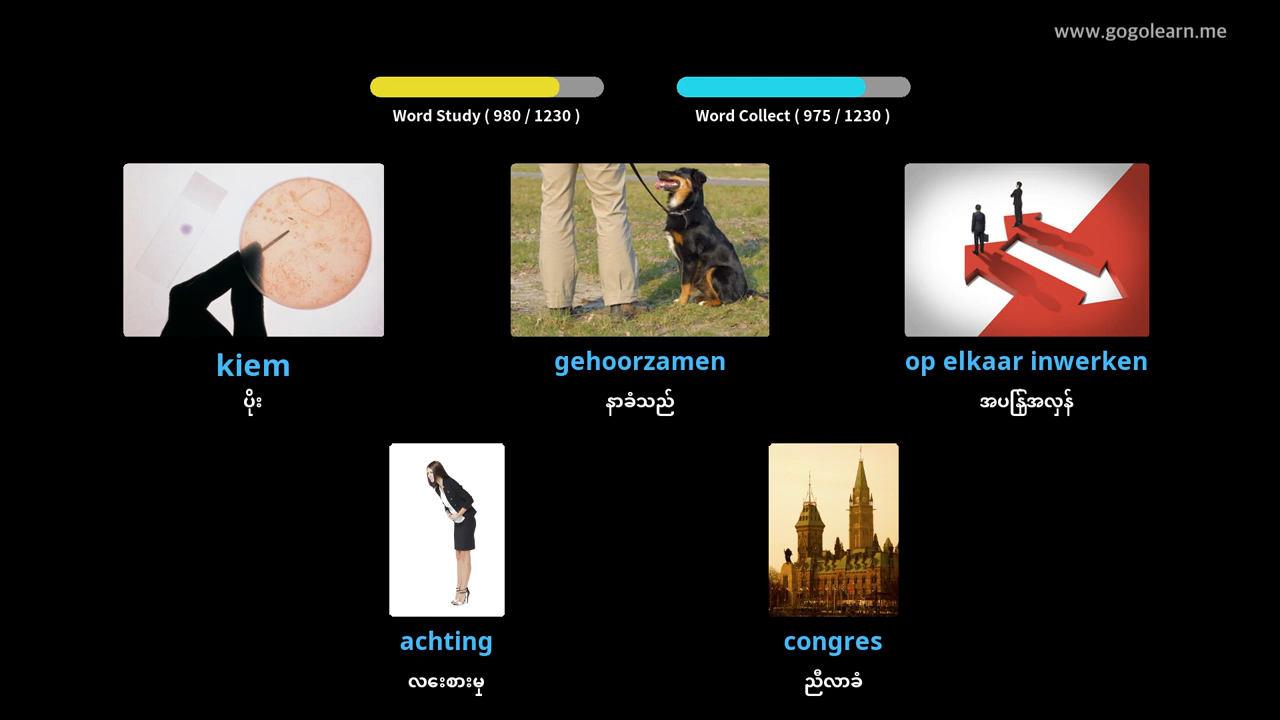 www.gogolearn.me
Word Study ( 980 / 1230 )
Word Collect ( 975 / 1230 )
kiem
ပိုး
gehoorzamen
နာခံသည်
op elkaar inwerken
အပြန်အလှန်
achting
လေးစားမှု
congres
ညီလာခံ